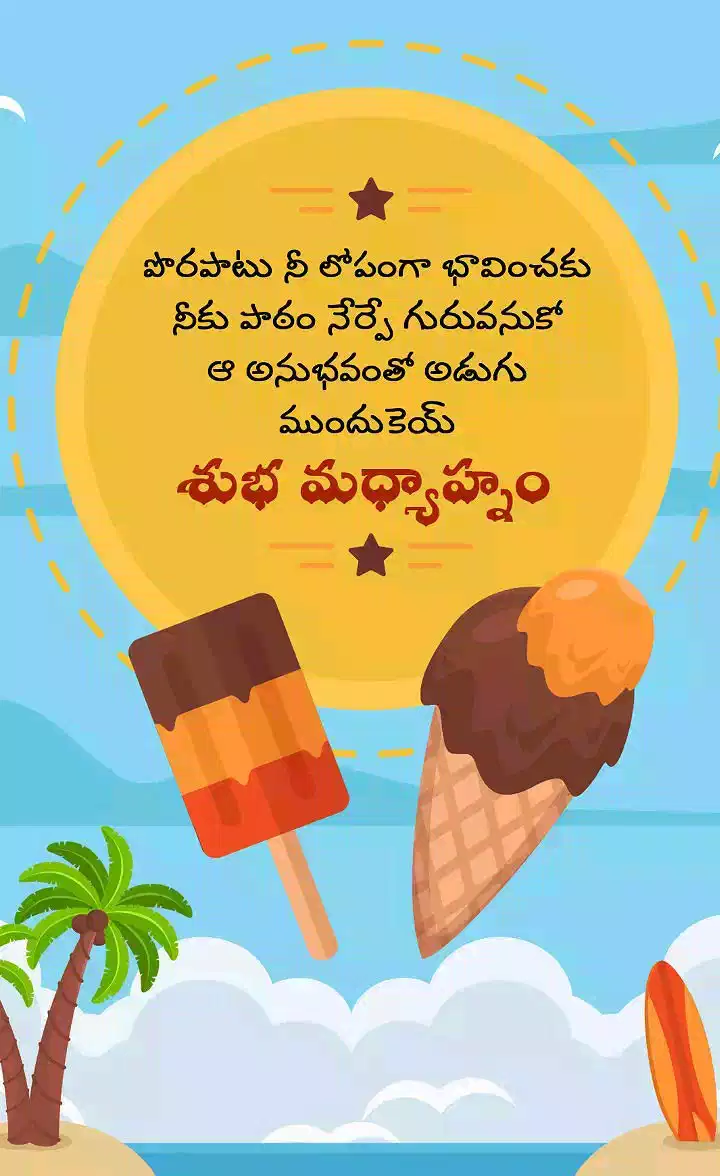 పొరపాటు నీ లోపంగా భావించకు
నీకు పాఠం నేర్పే గురువనుకో
ఆ అనుభవంతో అడుగు
ముందుకెయ్
శుభ మధ్యాహ్నం